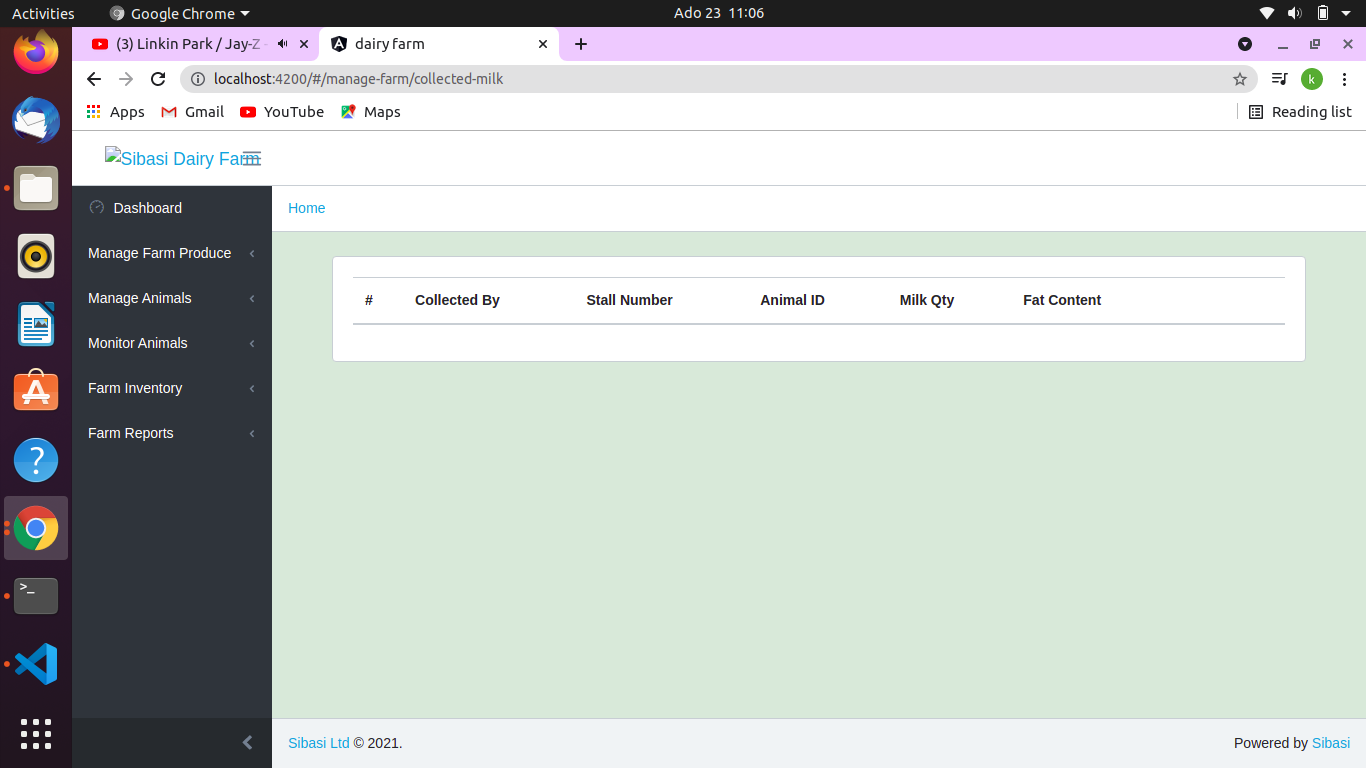 Activities Google Chrome Ado 23 11:06
(3) Linkin Park / Jay-Z - dairy farm
localhost:4200/#/manage-farm/collected-milk k
Apps Gmail YouTube Maps Reading list
Sibasi Dairy Farm
Dashboard
Manage Farm Produce
Manage Animals
Monitor Animals
Farm Inventory
Farm Reports
Home
# Collected By Stall Number Animal ID Milk Qty Fat Content
Sibasi Ltd © 2021. Powered by Sibasi